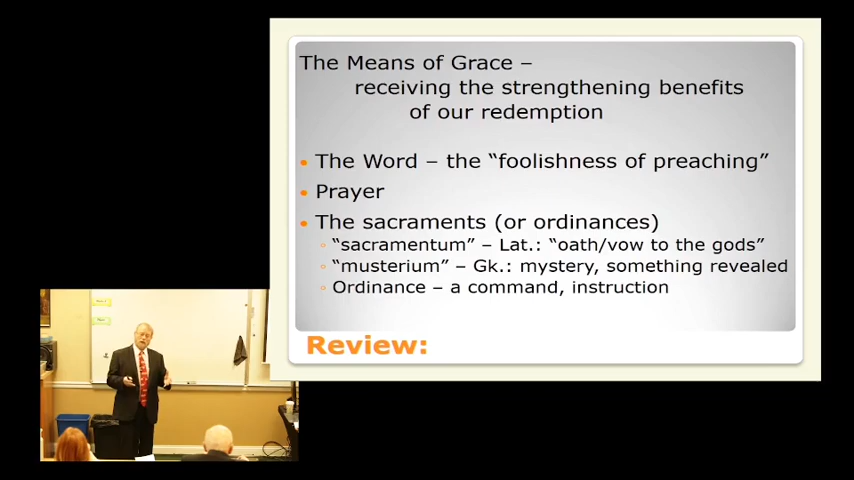 The Means of Grace –
receiving the strengthening benefits
of our redemption
• The Word – the “foolishness of preaching”
• Prayer
• The sacraments (or ordinances)
◦ “sacramentum” – Lat.: “oath/vow to the gods”
◦ “musterium” – Gk.: mystery, something revealed
◦ Ordinance – a command, instruction
Review: